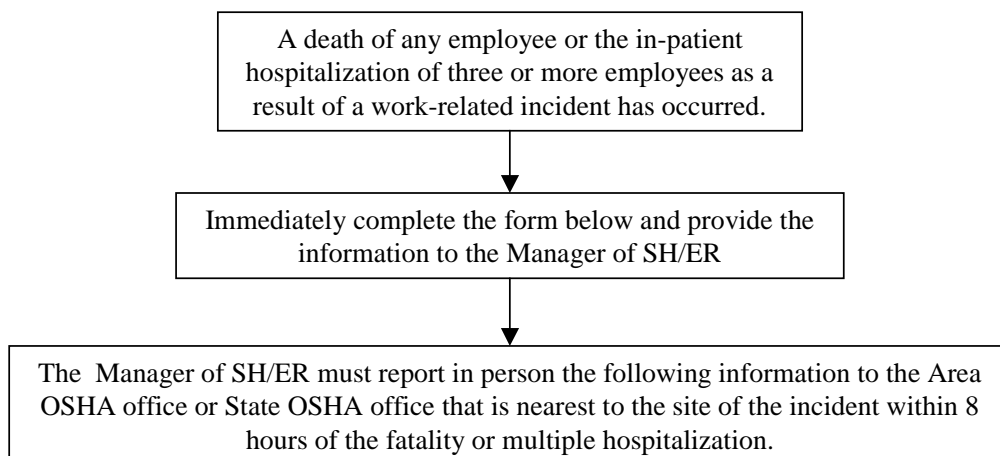 A death of any employee or the in-patient
hospitalization of three or more employees as a
result of a work-related incident has occurred.
Immediately complete the form below and provide the
information to the Manager of SH/ER
The Manager of SH/ER must report in person the following information to the Area
OSHA office or State OSHA office that is nearest to the site of the incident within 8
hours of the fatality or multiple hospitalization.